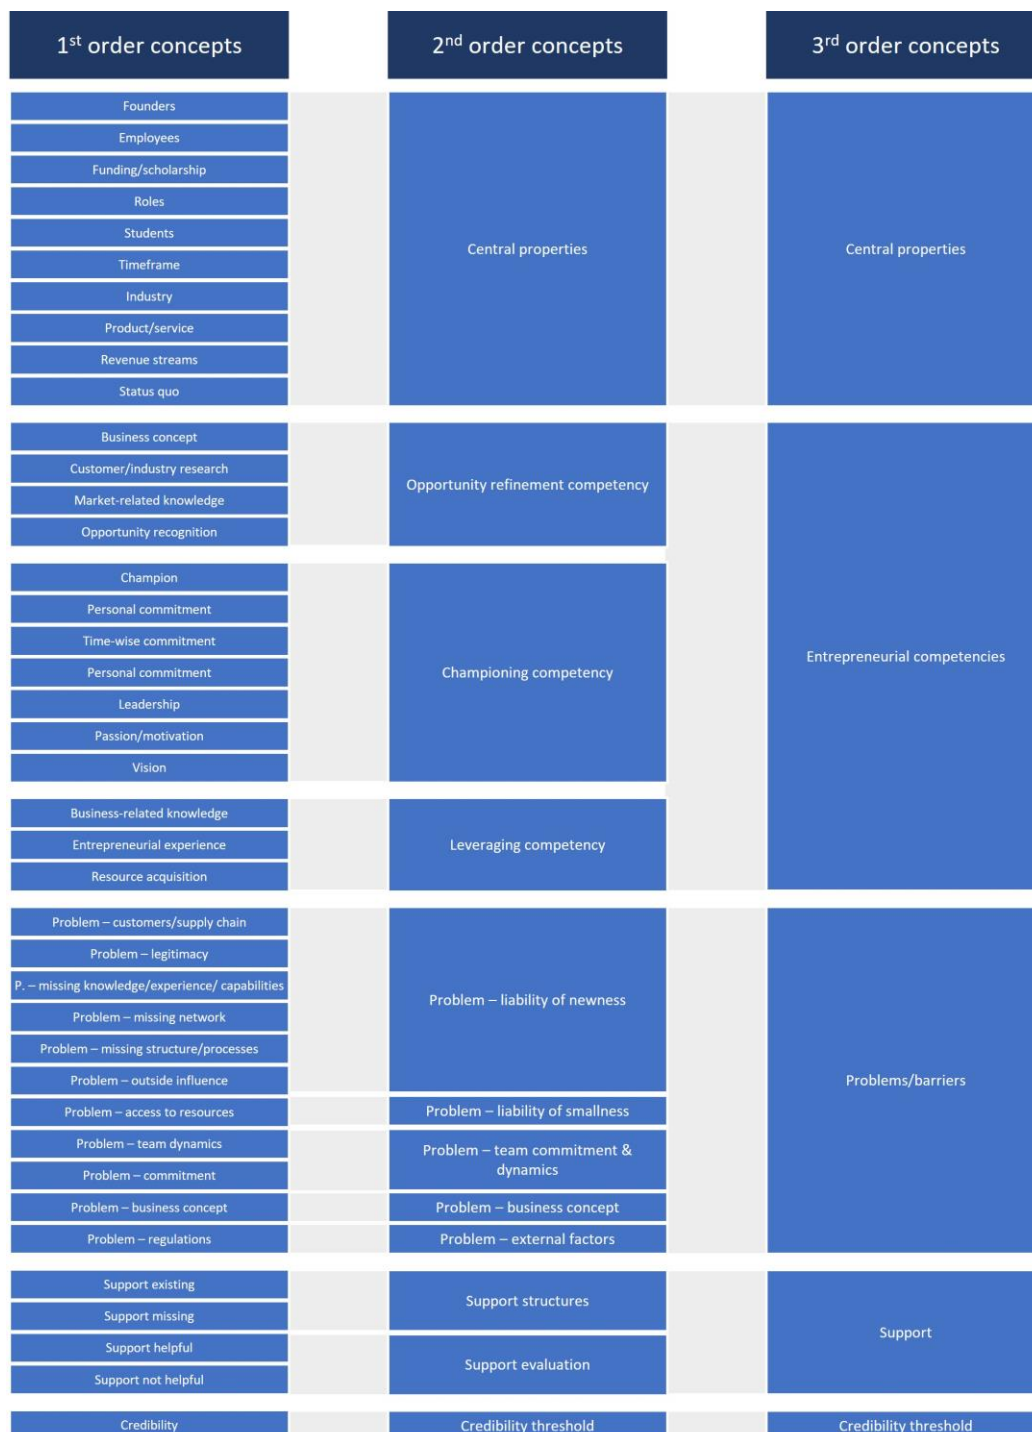 1st order concepts
2nd order concepts
3rd order concepts
Founders
Employees
Funding/scholarship
Roles
Students
Timeframe
Industry
Product/service
Revenue streams
Status quo
Central properties
Central properties
Business concept
Customer/industry research
Market-related knowledge
Opportunity recognition
Opportunity refinement competency
Champion
Personal commitment
Time-wise commitment
Personal commitment
Leadership
Passion/motivation
Vision
Championing competency
Business-related knowledge
Entrepreneurial experience
Resource acquisition
Leveraging competency
Entrepreneurial competencies
Problem – customers/supply chain
Problem – legitimacy
P. – missing knowledge/experience/ capabilities
Problem – missing network
Problem – missing structure/processes
Problem – outside influence
Problem – liability of newness
Problem – access to resources
Problem – liability of smallness
Problem – team dynamics
Problem – commitment
Problem – team commitment &
dynamics
Problem – business concept
Problem – business concept
Problem – regulations
Problem – external factors
Problems/barriers
Support existing
Support missing
Support structures
Support helpful
Support not helpful
Support evaluation
Support
Credibility
Credibility threshold
Credibility threshold